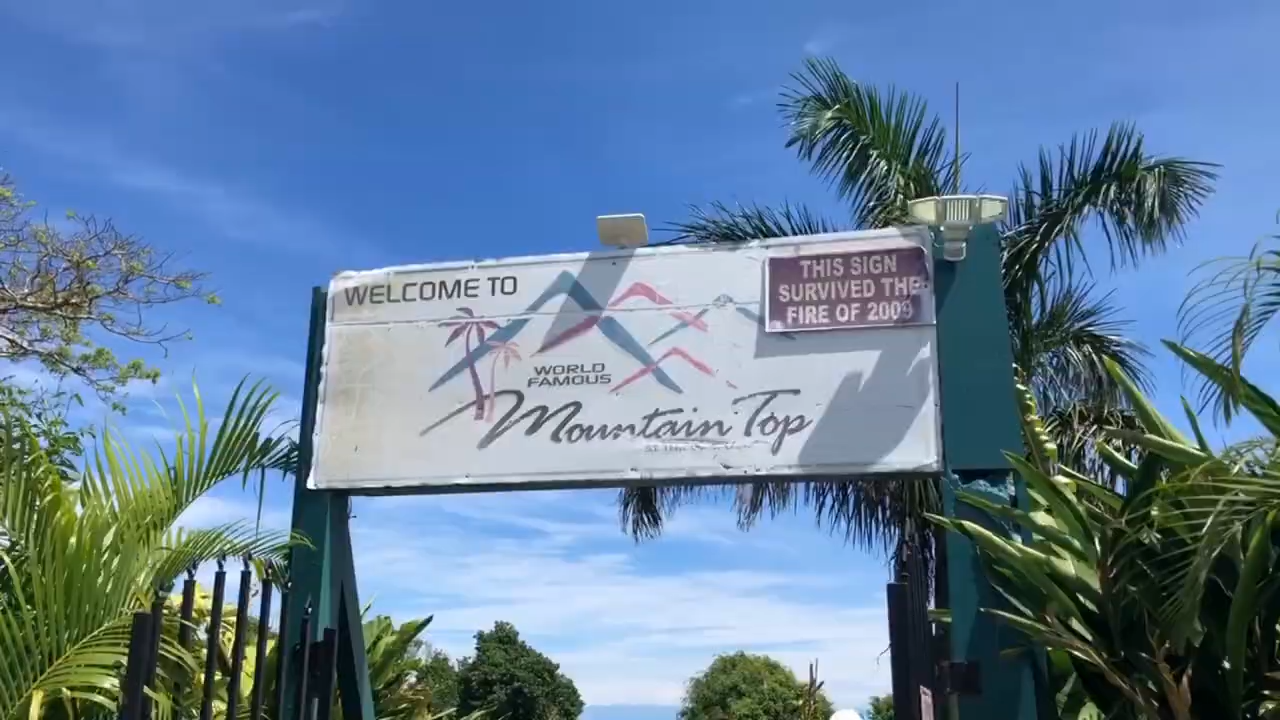 WELCOME TO
THIS SIGN
SURVIVED THE
FIRE OF 2009
WORLD
FAMOUS
Mountain Top